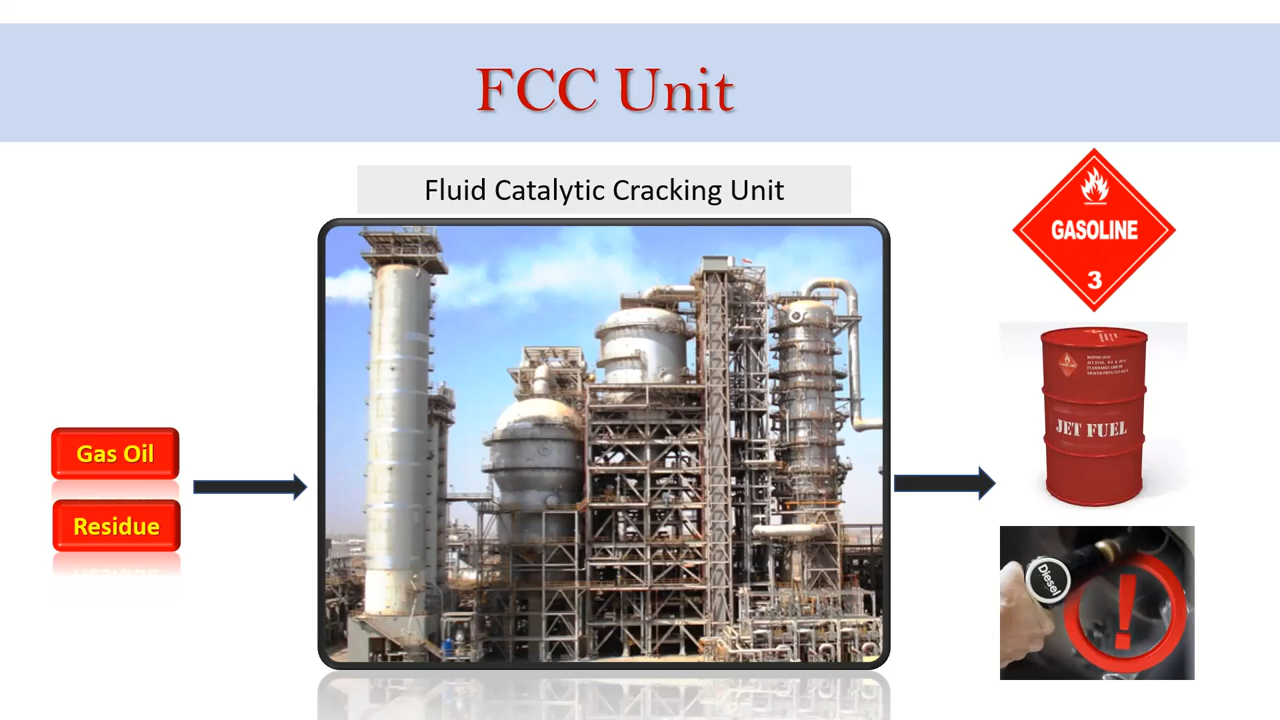 FCC Unit
Fluid Catalytic Cracking Unit
Gas Oil
Residue
GASOLINE
3
JET FUEL
Diesel